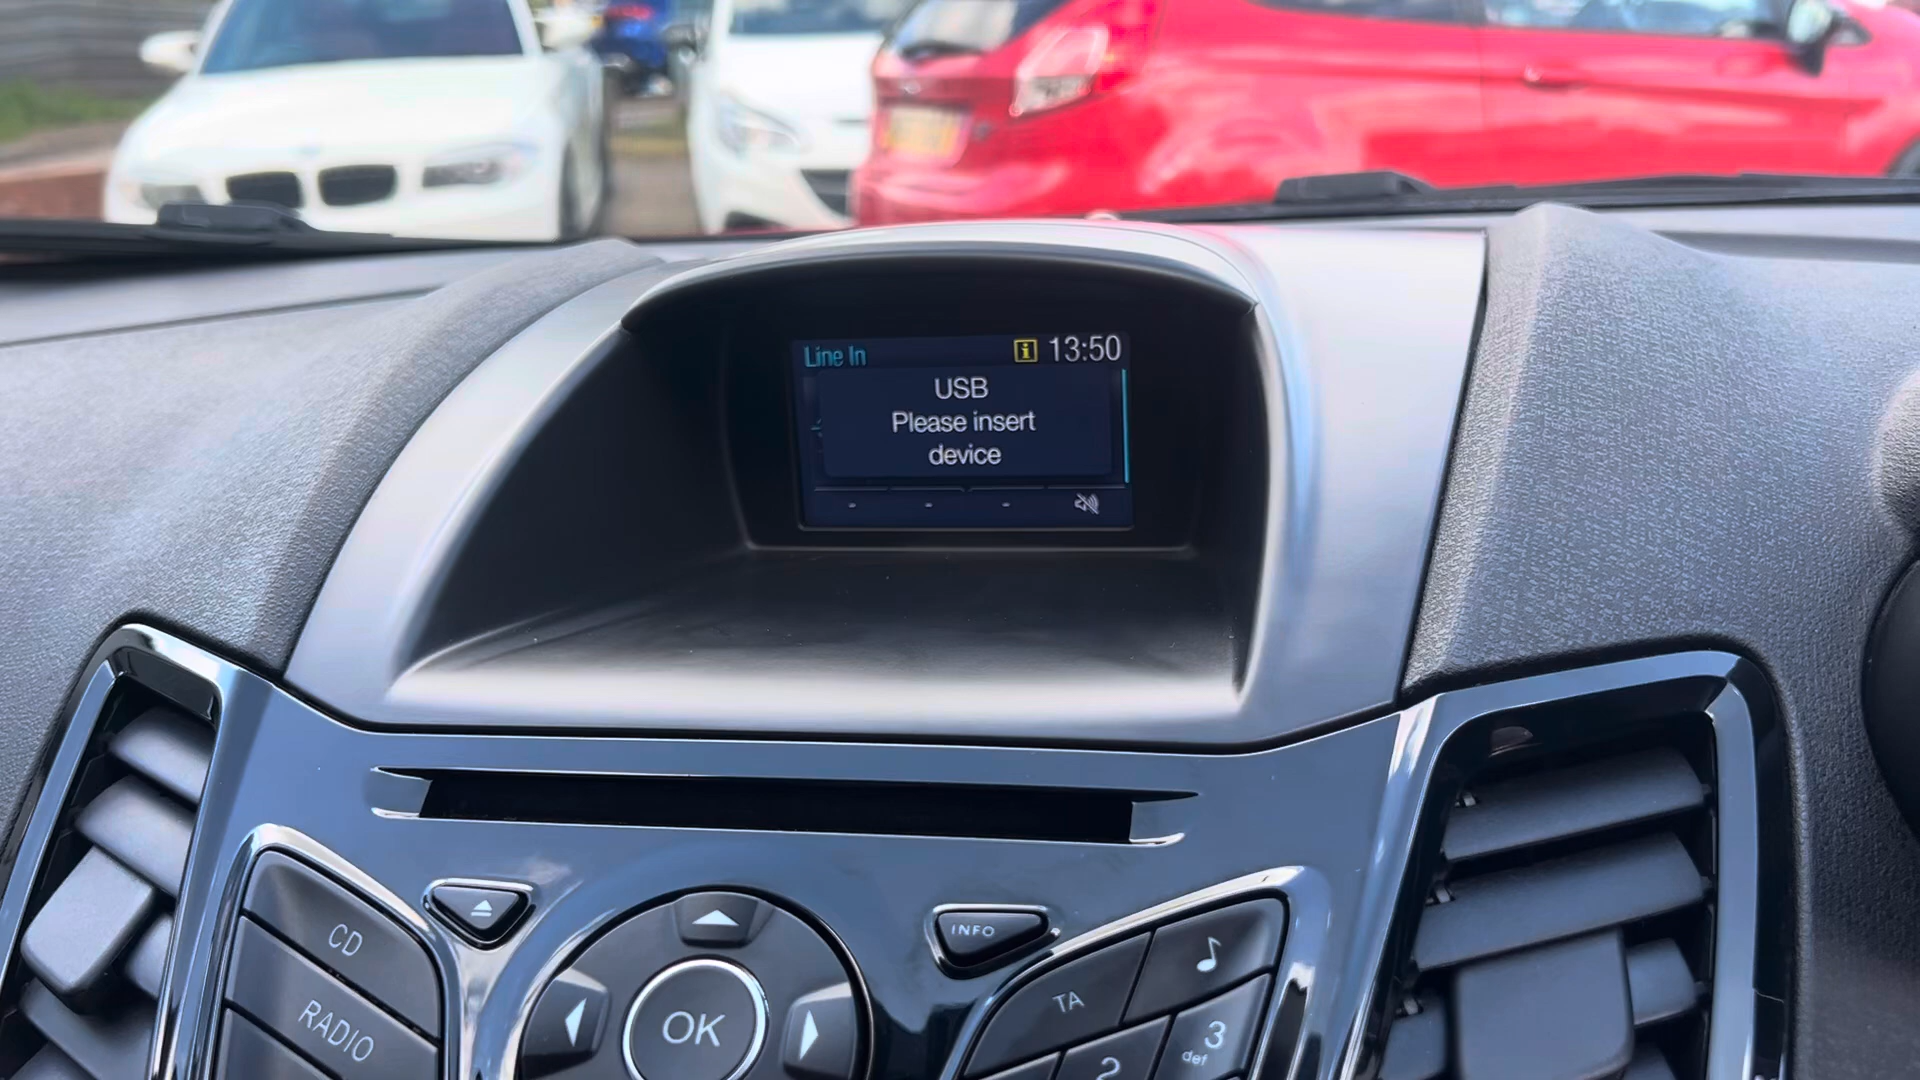 Line In
13:50
USB
Please insert
device
CD
RADIO
INFO
TA
OK
2
3
def